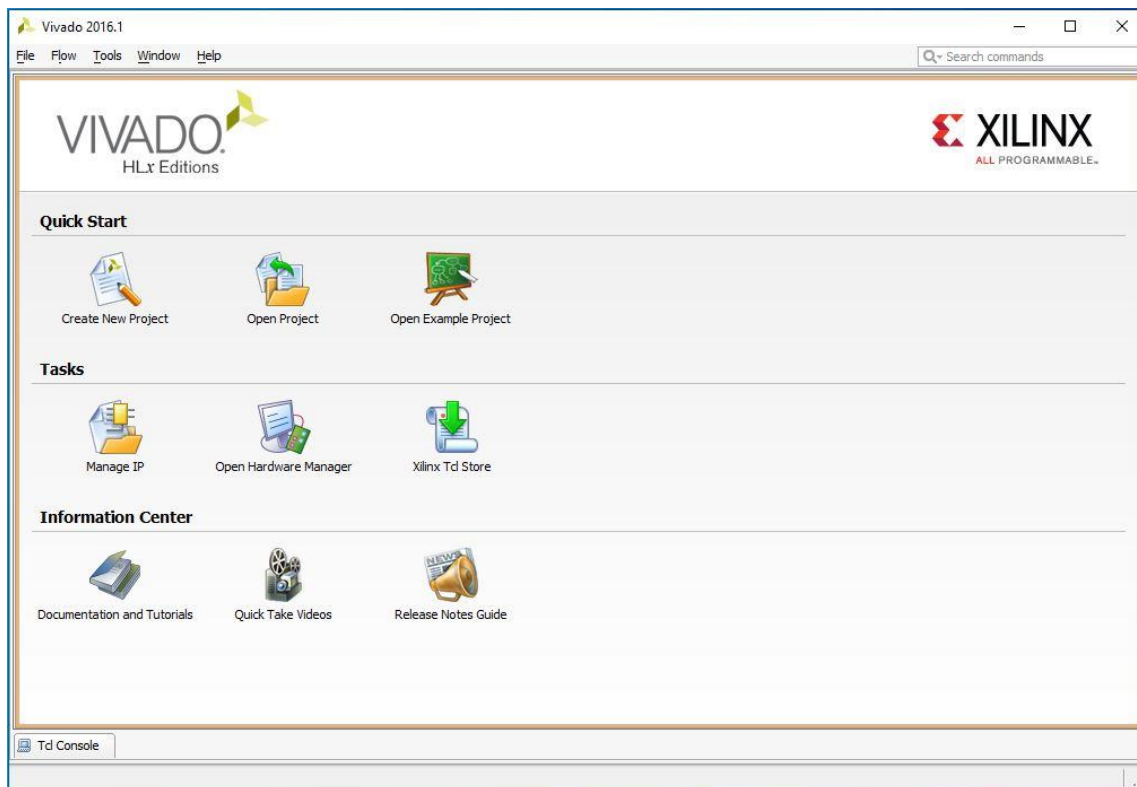 Vivado 2016.1
File Flow Tools Window Help
Search commands
VIVADO.
HLx Editions
XILINX
ALL PROGRAMMABLE™
Quick Start
Create New Project Open Project Open Example Project
Tasks
Manage IP Open Hardware Manager Xilinx Tcl Store
Information Center
NEWS
Documentation and Tutorials Quick Take Videos Release Notes Guide
Tcl Console